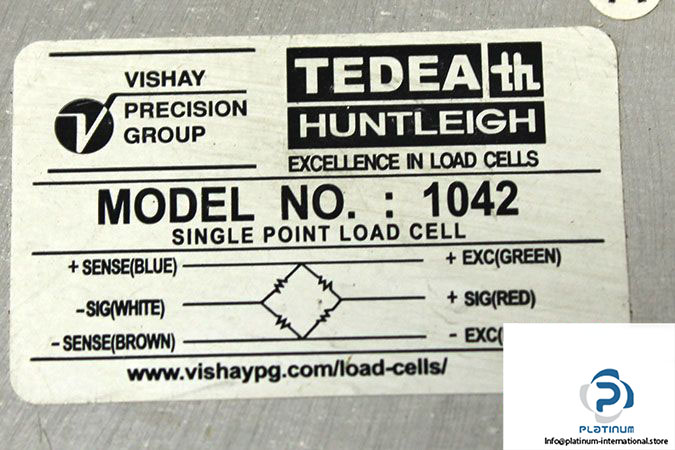 VISHAY
PRECISION
GROUP
TEDEA th
HUNTLEIGH
EXCELLENCE IN LOAD CELLS
MODEL NO. : 1042
SINGLE POINT LOAD CELL
+ SENSE(BLUE)
+ EXC(GREEN)
-SIG(WHITE)
+ SIG(RED)
- SENSE(BROWN)
- EXC(
www.vishaypg.com/load-cells/
PLATINUM
Info@platinum-international.store